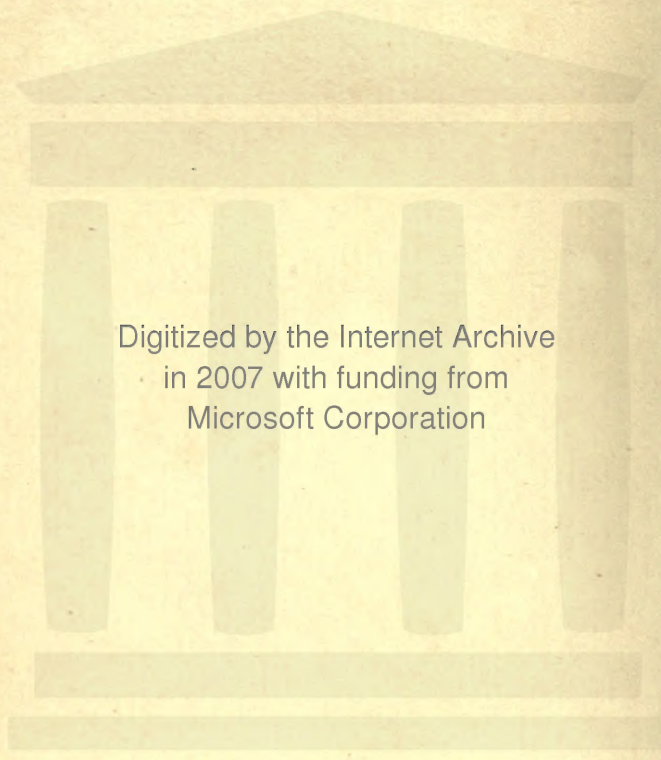 Digitized by the Internet Archive
in 2007 with funding from
Microsoft Corporation